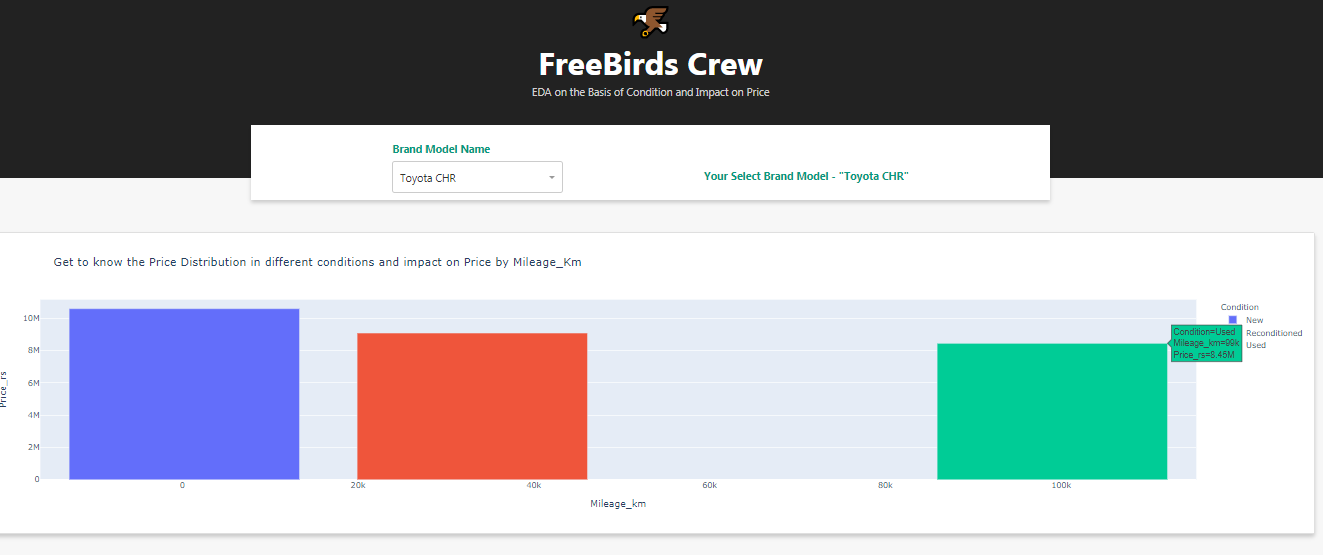 FreeBirds Crew
EDA on the Basis of Condition and Impact on Price
Brand Model Name
Toyota CHR
Your Select Brand Model - "Toyota CHR"
Get to know the Price Distribution in different conditions and impact on Price by Mileage_Km
Condition
New
Reconditioned
Used
Condition=Used
Mileage_km=99k
Price_rs=8.45M
Price_rs
10M
8M
6M
4M
2M
0
0
20k
40k
60k
80k
100k
Mileage_km